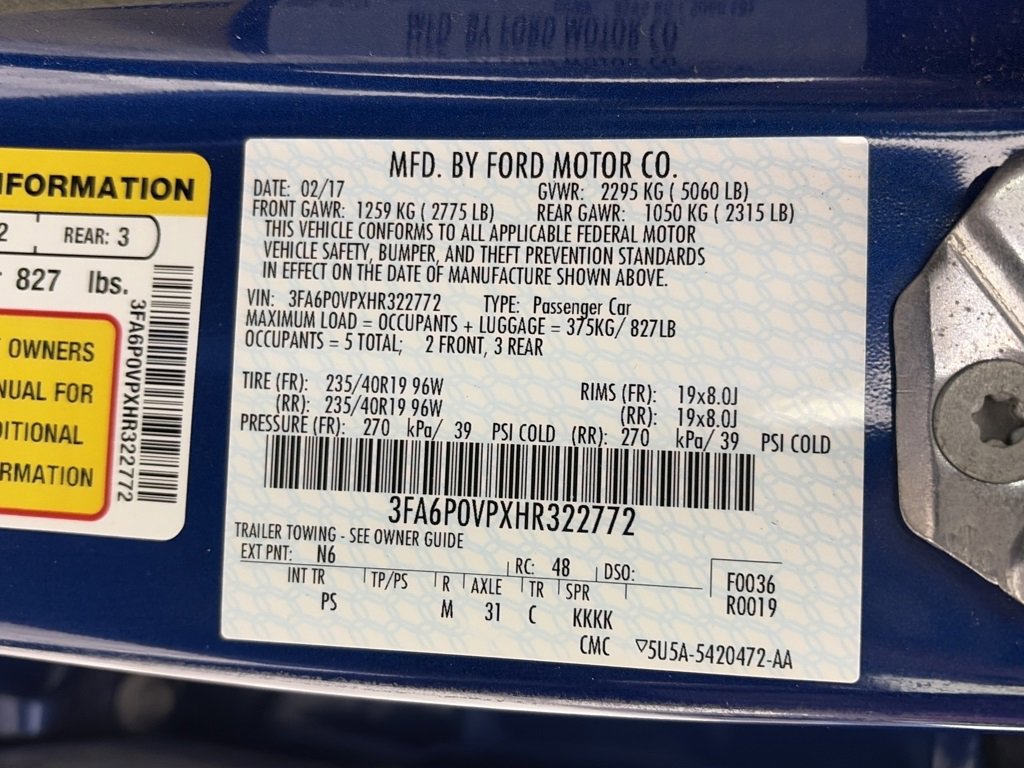 MFD. BY FORD MOTOR CO
MFD. BY FORD MOTOR CO.
DATE: 02/17 GVWR: 2295 KG ( 5060 LB)
FRONT GAWR: 1259 KG ( 2775 LB) REAR GAWR: 1050 KG ( 2315 LB)
THIS VEHICLE CONFORMS TO ALL APPLICABLE FEDERAL MOTOR
VEHICLE SAFETY, BUMPER, AND THEFT PREVENTION STANDARDS
IN EFFECT ON THE DATE OF MANUFACTURE SHOWN ABOVE.
VIN: 3FA6P0VPXHR322772 TYPE: Passenger Car
MAXIMUM LOAD = OCCUPANTS + LUGGAGE = 375KG/ 827LB
OCCUPANTS = 5 TOTAL; 2 FRONT, 3 REAR
TIRE (FR): 235/40R19 96W RIMS (FR): 19x8.0J
(RR): 235/40R19 96W (RR): 19x8.0J
PRESSURE (FR): 270 kPa/ 39 PSI COLD (RR): 270 kPa/ 39 PSI COLD
3FA6P0VPXHR322772
TRAILER TOWING - SEE OWNER GUIDE
EXT PNT: N6 RC: 48 DSO:
INT TR TP/PS R AXLE TR SPR
PS M 31 C KKKK
F0036
R0019
CMC ▽5U5A-5420472-AA
REAR: 3
827 lbs.
3FA6P0VPXHR322772
OWNERS
FOR